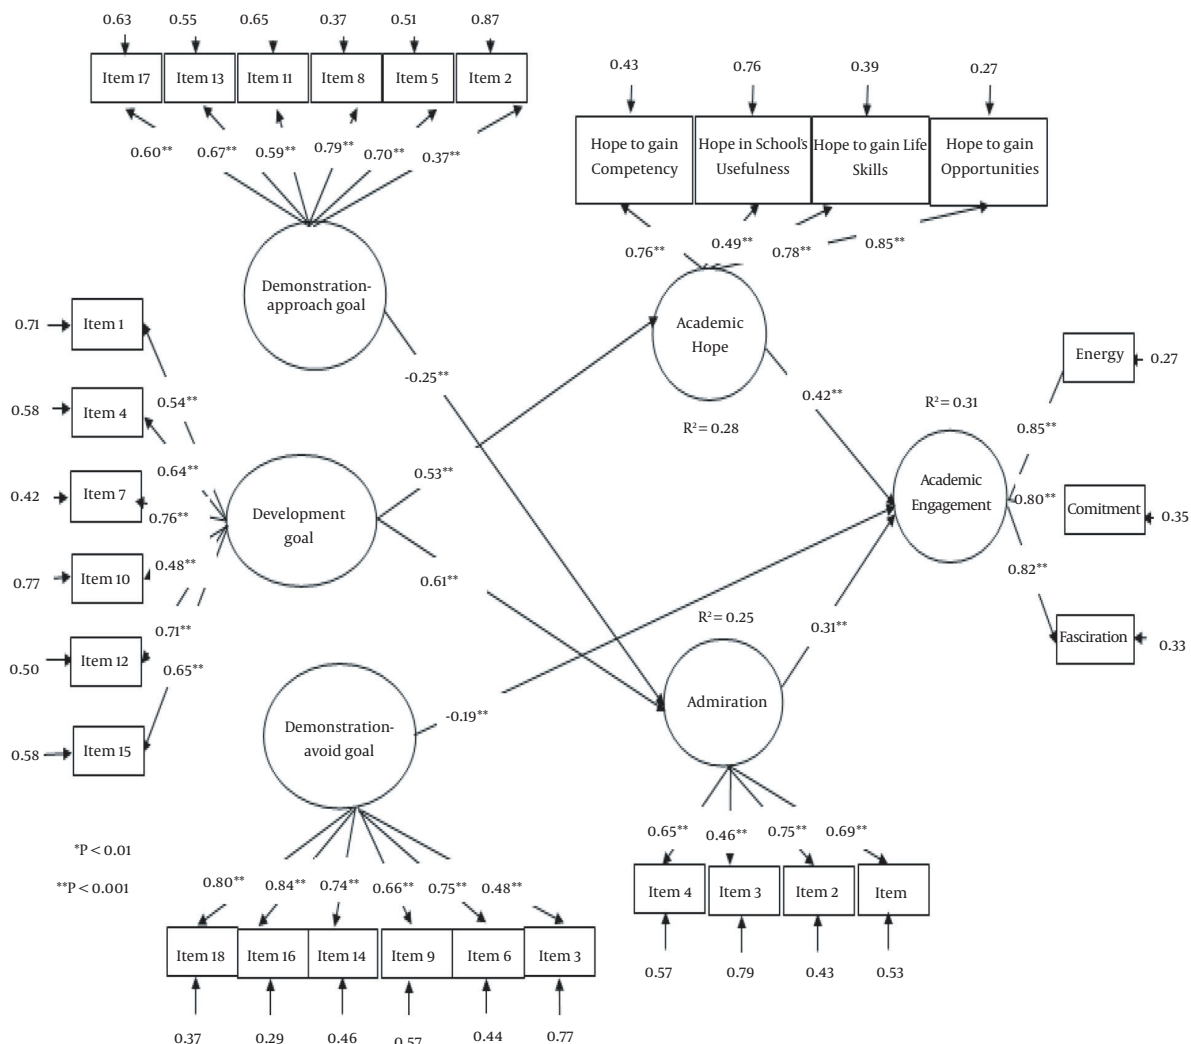 0.63 0.55 0.65 0.37 0.51 0.87
Item 17 Item 13 Item 11 Item 8 Item 5 Item 2
0.60** 0.67** 0.59** 0.79** 0.70** 0.37**
Demonstration-
approach goal
0.43 0.76 0.39 0.27
Hope to gain
Competency
Hope in School's
Usefulness
Hope to gain Life
Skills
Hope to gain
Opportunities
0.76** 0.49** 0.78** 0.85**
Academic
Hope
R² = 0.28
0.71 Item 1
0.58 Item 4
0.42 Item 7
0.77 Item 10
0.50 Item 12
0.58 Item 15
0.54**
0.64**
0.76**
0.48**
0.71**
0.65**
Development
goal
-0.25**
0.53**
0.61**
-0.19**
0.42**
0.31**
R² = 0.31
Academic
Engagement
0.85**
0.80**
0.82**
Energy 0.27
Comitment 0.35
Fasciration 0.33
R² = 0.25
Admiration
0.65** 0.46** 0.75** 0.69**
Item 4 Item 3 Item 2 Item
0.57 0.79 0.43 0.53
Demonstration-
avoid goal
*P < 0.01
**P < 0.001
0.80** 0.84** 0.74** 0.66** 0.75** 0.48**
Item 18 Item 16 Item 14 Item 9 Item 6 Item 3
0.37 0.29 0.46 0.57 0.44 0.77